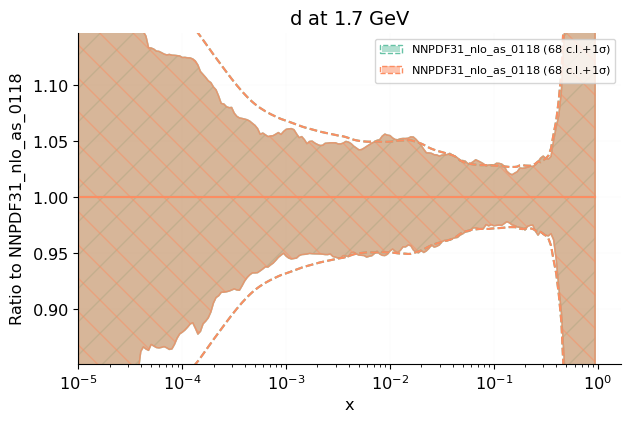 d at 1.7 GeV
Ratio to NNPDF31_nlo_as_0118
1.10
1.05
1.00
0.95
0.90
NNPDF31_nlo_as_0118 (68 c.l.+1σ)
NNPDF31_nlo_as_0118 (68 c.l.+1σ)
10⁻⁵ 10⁻⁴ 10⁻³ 10⁻² 10⁻¹ 10⁰
x